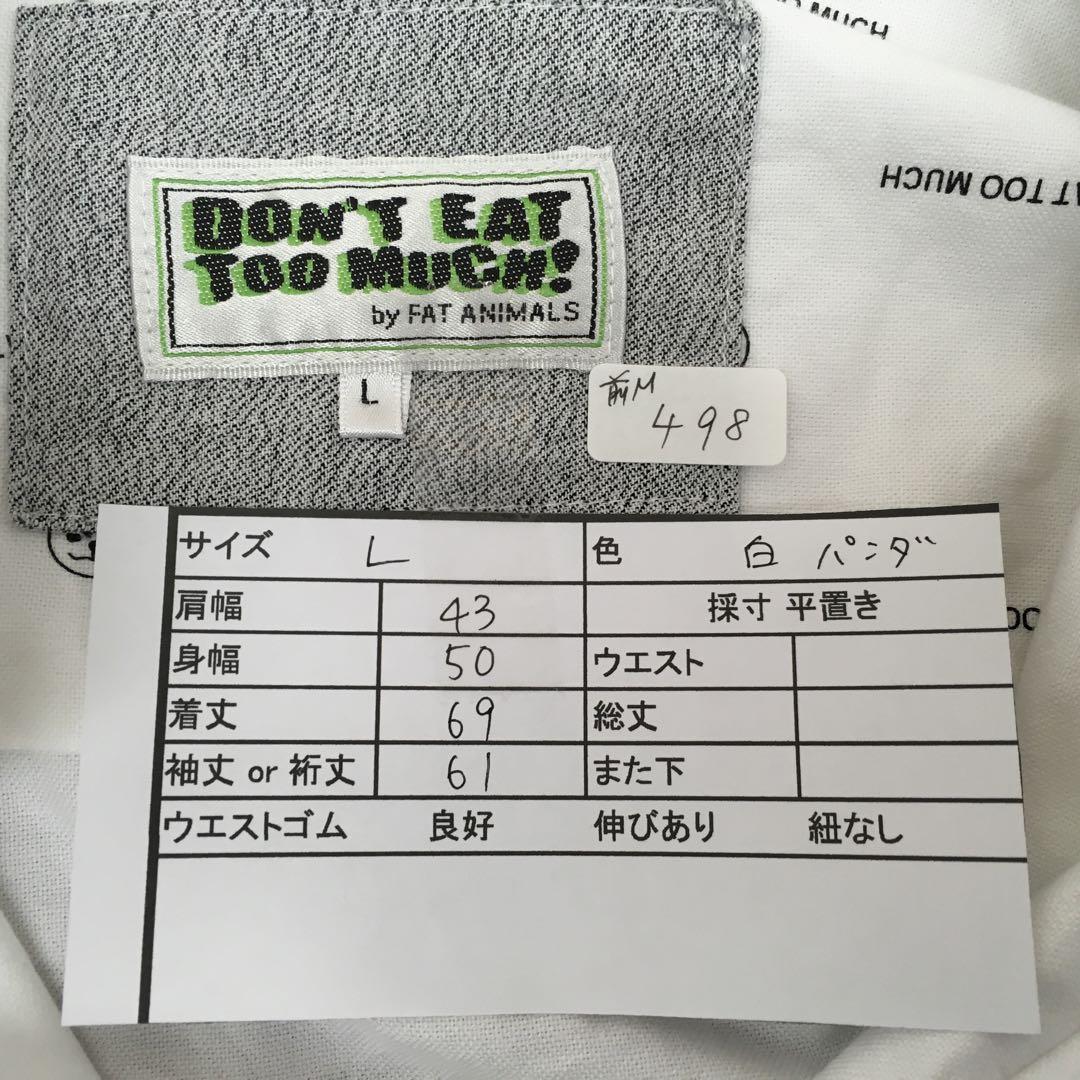 TOO MUCH
AT TOO MUCH
DON'T EAT
TOO MUCH!
by FAT ANIMALS
L
前M
498
サイズ L 色 白 パンダ
肩幅 43 採寸 平置き
身幅 50 ウエスト
着丈 69 総丈
袖丈 or 裄丈 61 また下
ウエストゴム 良好 伸びあり 紐なし